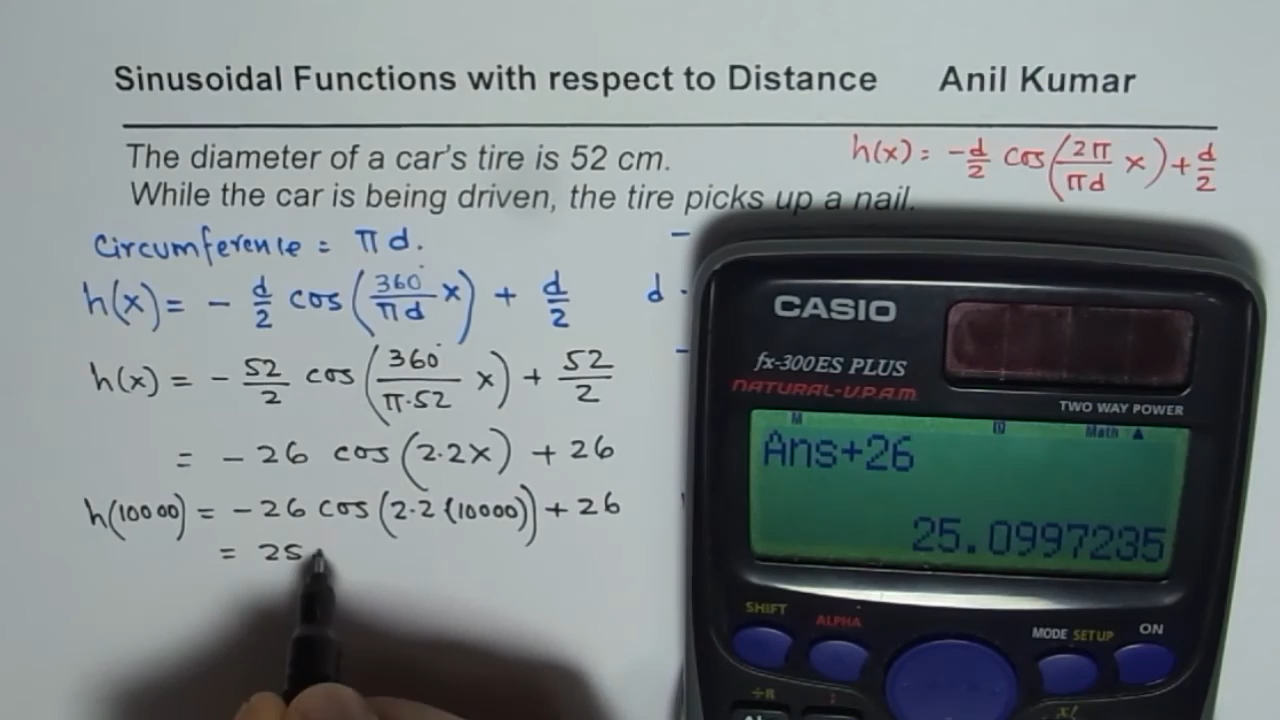 Sinusoidal Functions with respect to Distance Anil Kumar
The diameter of a car's tire is 52 cm.
While the car is being driven, the tire picks up a nail.
h(x) = -d/2 cos(2π/πd x) + d/2
Circumference = πd.
h(x) = - d/2 cos(360°/πd x) + d/2
d
h(x) = - 52/2 cos(360°/π·52 x) + 52/2
= - 26 cos(2.2x) + 26
h(10000) = - 26 cos(2.2(10000)) + 26
= 25.
CASIO
fx-300ES PLUS
NATURAL-V.P.A.M.
TWO WAY POWER
M D Math ▲
Ans+26
25.0997235
SHIFT ALPHA MODE SETUP ON
÷R : x!